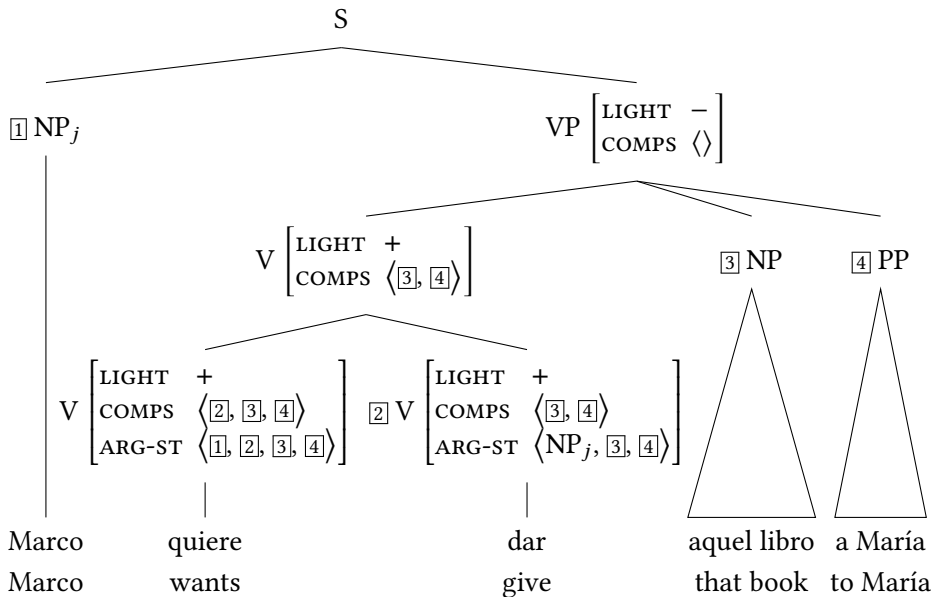 S
1 NPj
VP [LIGHT −
COMPS ⟨⟩]
V [LIGHT +
COMPS ⟨3, 4⟩]
3 NP
4 PP
V [LIGHT +
COMPS ⟨2, 3, 4⟩
ARG-ST ⟨1, 2, 3, 4⟩]
2 V [LIGHT +
COMPS ⟨3, 4⟩
ARG-ST ⟨NPj, 3, 4⟩]
Marco quiere dar aquel libro a María
Marco wants give that book to María